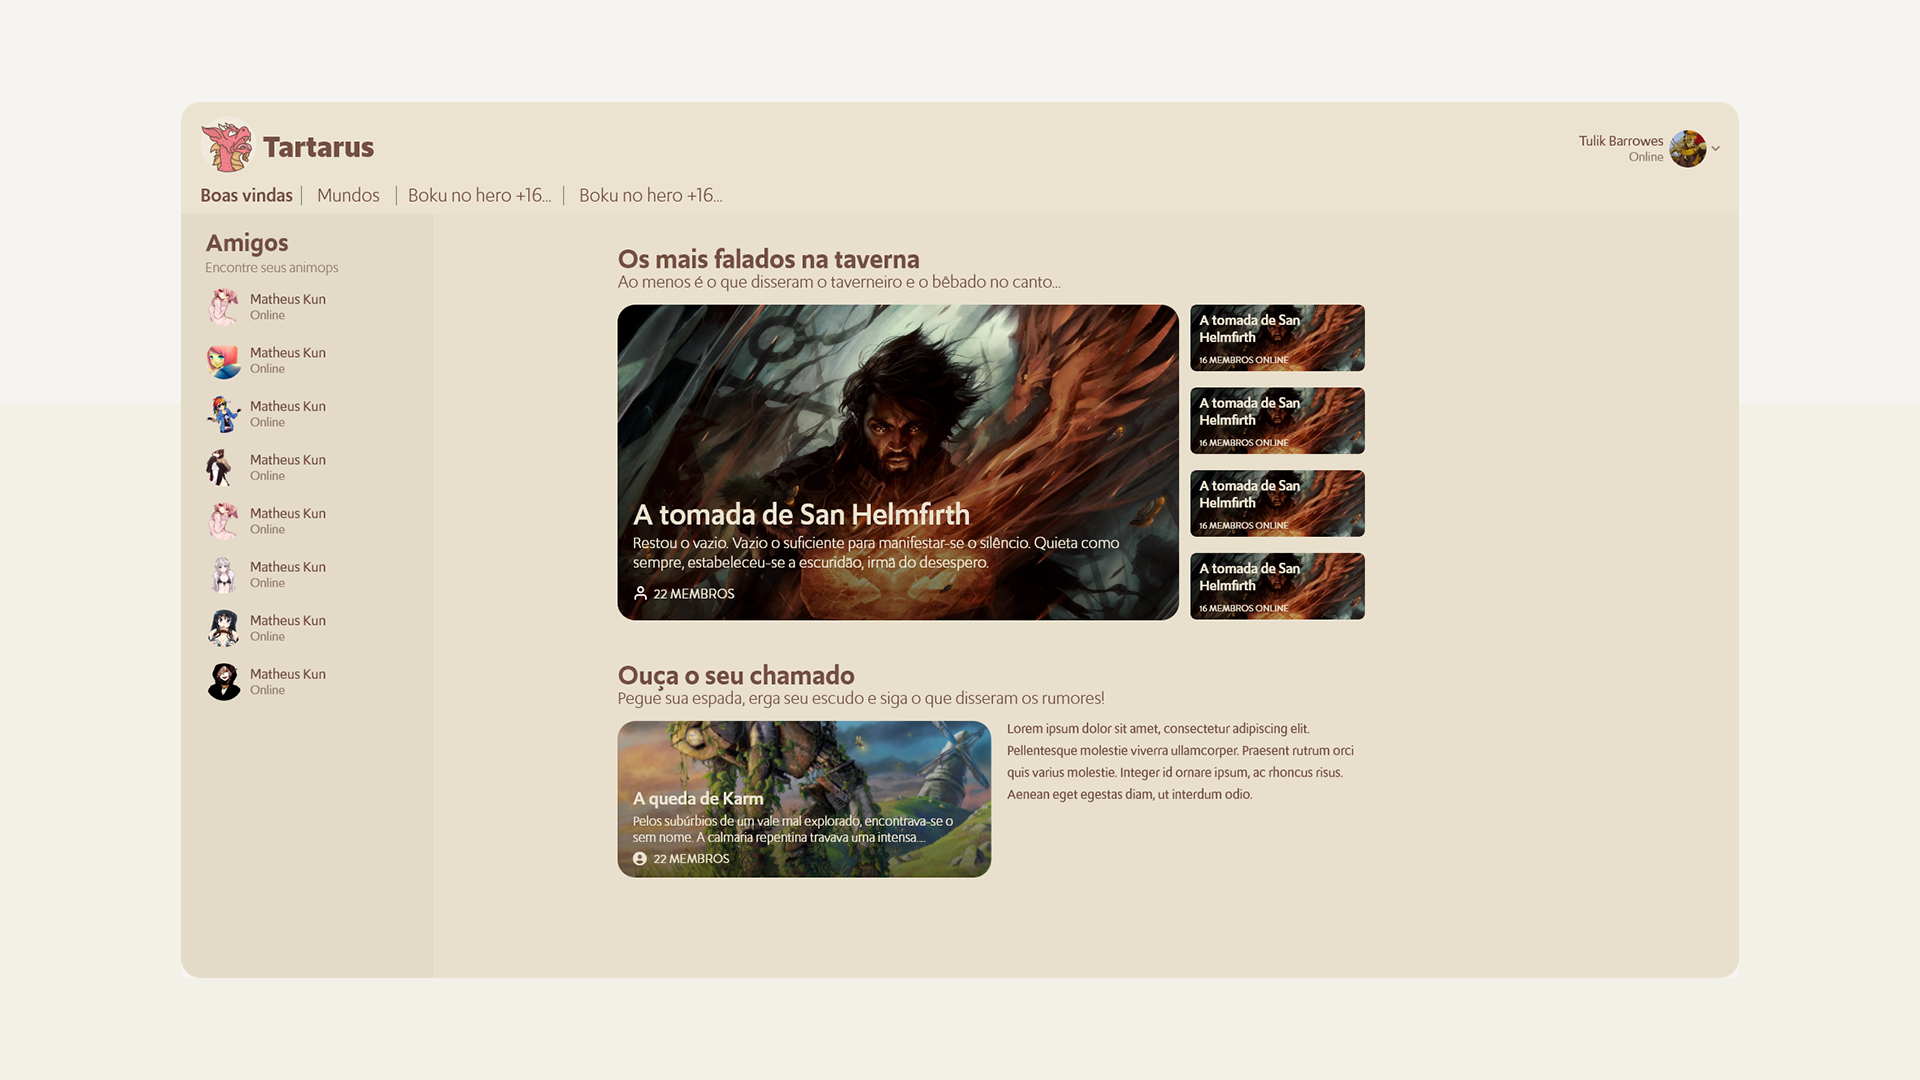 Tartarus
Tulik Barrowes
Online
Boas vindas
Mundos
Boku no hero +16...
Boku no hero +16...
Amigos
Encontre seus animops
Matheus Kun
Online
Matheus Kun
Online
Matheus Kun
Online
Matheus Kun
Online
Matheus Kun
Online
Matheus Kun
Online
Matheus Kun
Online
Matheus Kun
Online
Os mais falados na taverna
Ao menos é o que disseram o taverneiro e o bêbado no canto...
A tomada de San Helmfirth
Restou o vazio. Vazio o suficiente para manifestar-se o silêncio. Quieta como
sempre, estabeleceu-se a escuridão, irmã do desespero.
22 MEMBROS
A tomada de San
Helmfirth
16 MEMBROS ONLINE
A tomada de San
Helmfirth
16 MEMBROS ONLINE
A tomada de San
Helmfirth
16 MEMBROS ONLINE
A tomada de San
Helmfirth
16 MEMBROS ONLINE
Ouça o seu chamado
Pegue sua espada, erga seu escudo e siga o que disseram os rumores!
A queda de Karm
Pelos subúrbios de um vale mal explorado, encontrava-se o
sem nome. A calmaria repentina travava uma intensa...
22 MEMBROS
Lorem ipsum dolor sit amet, consectetur adipiscing elit.
Pellentesque molestie viverra ullamcorper. Praesent rutrum orci
quis varius molestie. Integer id ornare ipsum, ac rhoncus risus.
Aenean eget egestas diam, ut interdum odio.